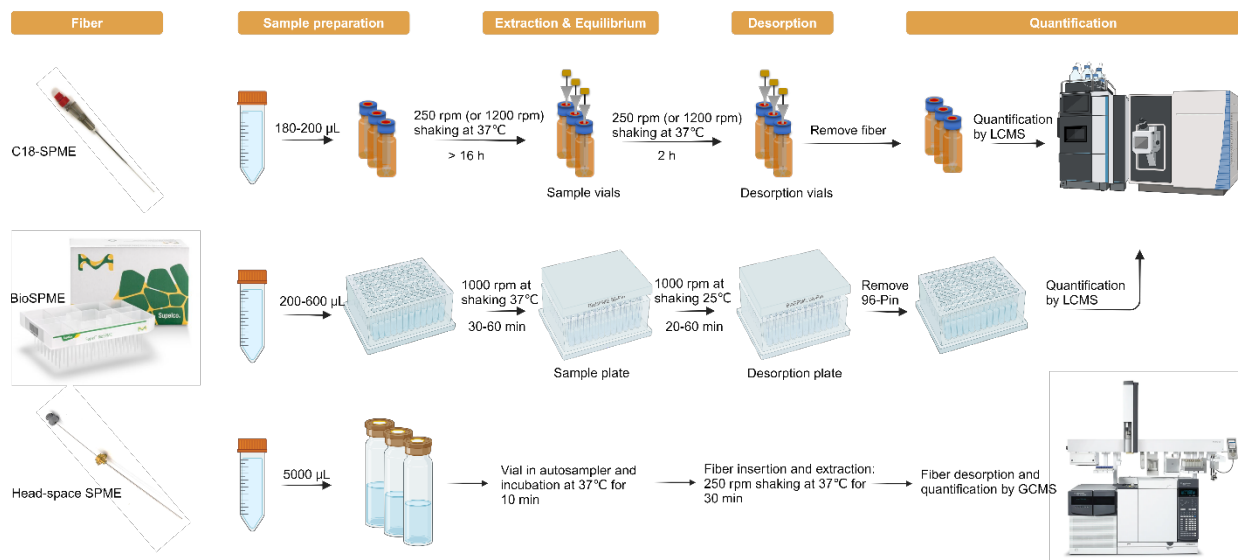 Fiber
Sample preparation
Extraction & Equilibrium
Desorption
Quantification
C18-SPME
180-200 µL
250 rpm (or 1200 rpm)
shaking at 37℃
> 16 h
Sample vials
250 rpm (or 1200 rpm)
shaking at 37℃
2 h
Desorption vials
Remove fiber
Quantification
by LCMS
BioSPME
Supelco.
200-600 µL
1000 rpm at
shaking 37℃
30-60 min
Sample plate
1000 rpm at
shaking 25℃
20-60 min
Desorption plate
Remove
96-Pin
Quantification
by LCMS
Head-space SPME
5000 µL
Vial in autosampler and
incubation at 37℃ for
10 min
Fiber insertion and extraction:
250 rpm shaking at 37℃ for
30 min
Fiber desorption and
quantification by GCMS